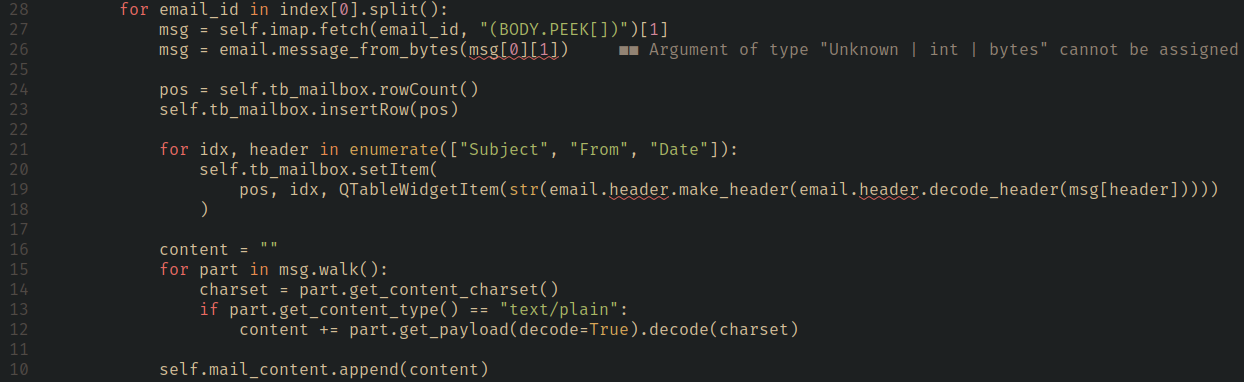 28 for email_id in index[0].split():
27 msg = self.imap.fetch(email_id, "(BODY.PEEK[])")[1]
26 msg = email.message_from_bytes(msg[0][1]) ■■ Argument of type "Unknown | int | bytes" cannot be assigned
25
24 pos = self.tb_mailbox.rowCount()
23 self.tb_mailbox.insertRow(pos)
22
21 for idx, header in enumerate(["Subject", "From", "Date"]):
20 self.tb_mailbox.setItem(
19 pos, idx, QTableWidgetItem(str(email.header.make_header(email.header.decode_header(msg[header]))))
18 )
17
16 content = ""
15 for part in msg.walk():
14 charset = part.get_content_charset()
13 if part.get_content_type() == "text/plain":
12 content += part.get_payload(decode=True).decode(charset)
11
10 self.mail_content.append(content)